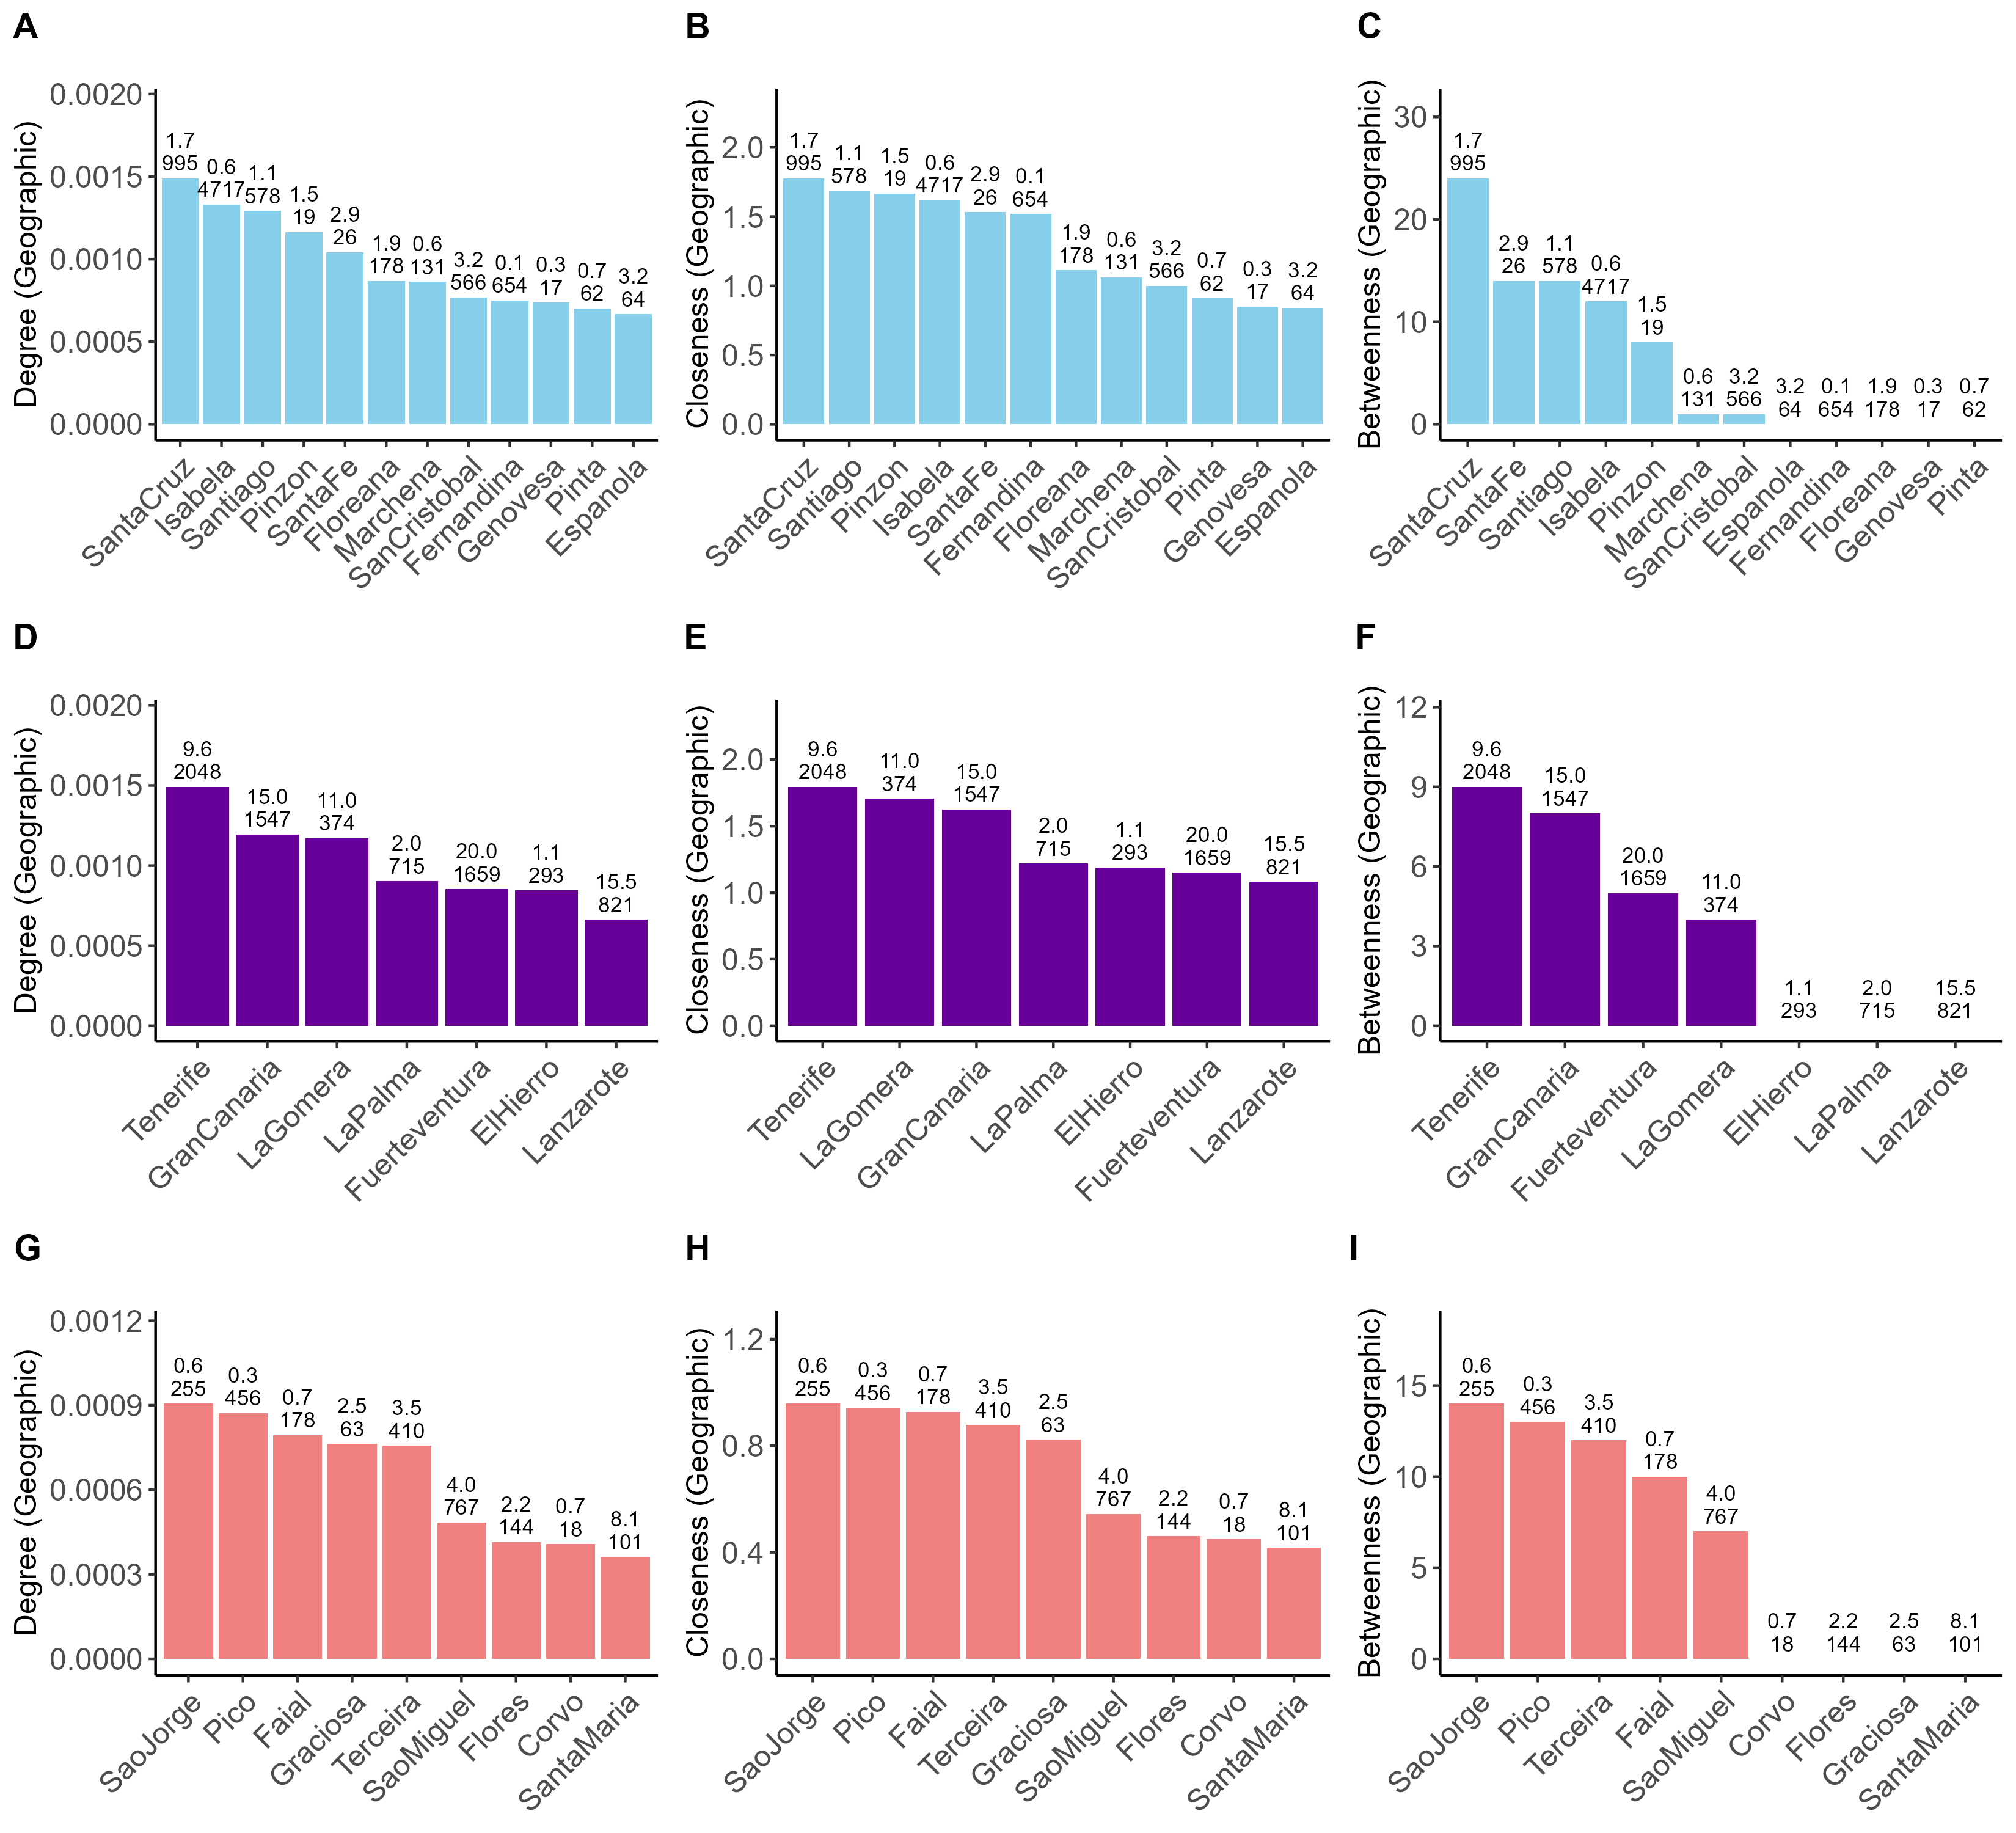 A
Degree (Geographic)
0.0020
0.0015
0.0010
0.0005
0.0000
1.7
995
0.6
4717
1.1
578
1.5
19
2.9
26
1.9
178
0.6
131
3.2
566
0.1
654
0.3
17
0.7
62
3.2
64
SantaCruz
Isabela
Santiago
Pinzon
SantaFe
Floreana
Marchena
SanCristobal
Fernandina
Genovesa
Pinta
Espanola
B
Closeness (Geographic)
2.0
1.5
1.0
0.5
0.0
1.7
995
1.1
578
1.5
19
0.6
4717
2.9
26
0.1
654
1.9
178
0.6
131
3.2
566
0.7
62
0.3
17
3.2
64
SantaCruz
Santiago
Pinzon
Isabela
SantaFe
Fernandina
Floreana
Marchena
SanCristobal
Pinta
Genovesa
Espanola
C
Betweenness (Geographic)
30
20
10
0
1.7
995
2.9
26
1.1
578
0.6
4717
1.5
19
0.6
131
3.2
566
3.2
64
0.1
654
1.9
178
0.3
17
0.7
62
SantaCruz
SantaFe
Santiago
Isabela
Pinzon
Marchena
SanCristobal
Espanola
Fernandina
Floreana
Genovesa
Pinta
D
Degree (Geographic)
0.0020
0.0015
0.0010
0.0005
0.0000
9.6
2048
15.0
1547
11.0
374
2.0
715
20.0
1659
1.1
293
15.5
821
Tenerife
GranCanaria
LaGomera
LaPalma
Fuerteventura
ElHierro
Lanzarote
E
Closeness (Geographic)
2.0
1.5
1.0
0.5
0.0
9.6
2048
11.0
374
15.0
1547
2.0
715
1.1
293
20.0
1659
15.5
821
Tenerife
LaGomera
GranCanaria
LaPalma
ElHierro
Fuerteventura
Lanzarote
F
Betweenness (Geographic)
12
9
6
3
0
9.6
2048
15.0
1547
20.0
1659
11.0
374
1.1
293
2.0
715
15.5
821
Tenerife
GranCanaria
Fuerteventura
LaGomera
ElHierro
LaPalma
Lanzarote
G
Degree (Geographic)
0.0012
0.0009
0.0006
0.0003
0.0000
0.6
255
0.3
456
0.7
178
2.5
63
3.5
410
4.0
767
2.2
144
0.7
18
8.1
101
SaoJorge
Pico
Faial
Graciosa
Terceira
SaoMiguel
Flores
Corvo
SantaMaria
H
Closeness (Geographic)
1.2
0.8
0.4
0.0
0.6
255
0.3
456
0.7
178
3.5
410
2.5
63
4.0
767
2.2
144
0.7
18
8.1
101
SaoJorge
Pico
Faial
Terceira
Graciosa
SaoMiguel
Flores
Corvo
SantaMaria
I
Betweenness (Geographic)
15
10
5
0
0.6
255
0.3
456
3.5
410
0.7
178
4.0
767
0.7
18
2.2
144
2.5
63
8.1
101
SaoJorge
Pico
Terceira
Faial
SaoMiguel
Corvo
Flores
Graciosa
SantaMaria